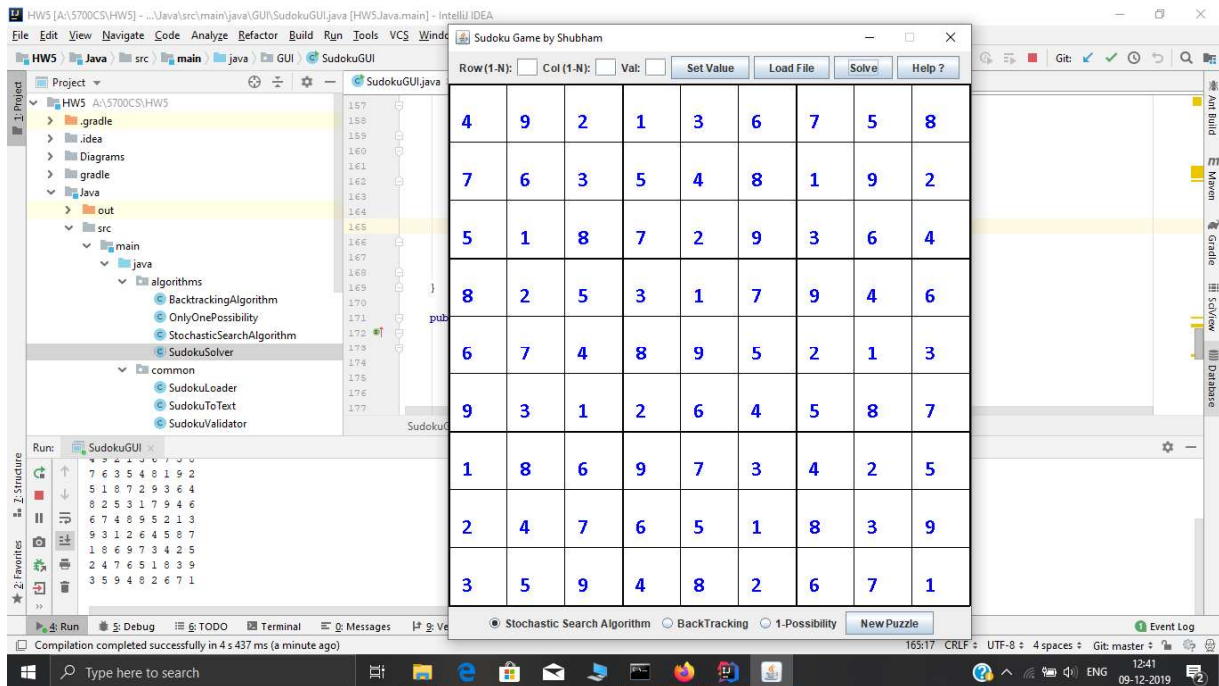 HW5 [A:\5700CS\HW5] - ...\Java\src\main\java\GUI\SudokuGUI.java [HW5.Java.main] - IntelliJ IDEA
File Edit View Navigate Code Analyze Refactor Build Run Tools VCS Windo
HW5 Java src main java GUI SudokuGUI
Git:
Project
SudokuGUI.java
1: Project
HW5 A:\5700CS\HW5
.gradle
.idea
Diagrams
gradle
Java
out
src
main
java
algorithms
BacktrackingAlgorithm
OnlyOnePossibility
StochasticSearchAlgorithm
SudokuSolver
common
SudokuLoader
SudokuToText
SudokuValidator
157
158
159
160
161
162
163
164
165
166
167
168
169 }
170
171 pub
172
173
174
175
176
177
SudokuG
Sudoku Game by Shubham
Row(1-N): Col (1-N): Val: Set Value Load File Solve Help ?
4 9 2 1 3 6 7 5 8
7 6 3 5 4 8 1 9 2
5 1 8 7 2 9 3 6 4
8 2 5 3 1 7 9 4 6
6 7 4 8 9 5 2 1 3
9 3 1 2 6 4 5 8 7
1 8 6 9 7 3 4 2 5
2 4 7 6 5 1 8 3 9
3 5 9 4 8 2 6 7 1
Stochastic Search Algorithm BackTracking 1-Possibility New Puzzle
Ant Build
Maven
Gradle
SciView
Database
Run: SudokuGUI
7 6 3 5 4 8 1 9 2
5 1 8 7 2 9 3 6 4
8 2 5 3 1 7 9 4 6
6 7 4 8 9 5 2 1 3
9 3 1 2 6 4 5 8 7
1 8 6 9 7 3 4 2 5
2 4 7 6 5 1 8 3 9
3 5 9 4 8 2 6 7 1
7: Structure
2: Favorites
4: Run 5: Debug 6: TODO Terminal 0: Messages 9: Ve
Event Log
Compilation completed successfully in 4 s 437 ms (a minute ago)
165:17 CRLF UTF-8 4 spaces Git: master
Type here to search
ENG
12:41
09-12-2019
2